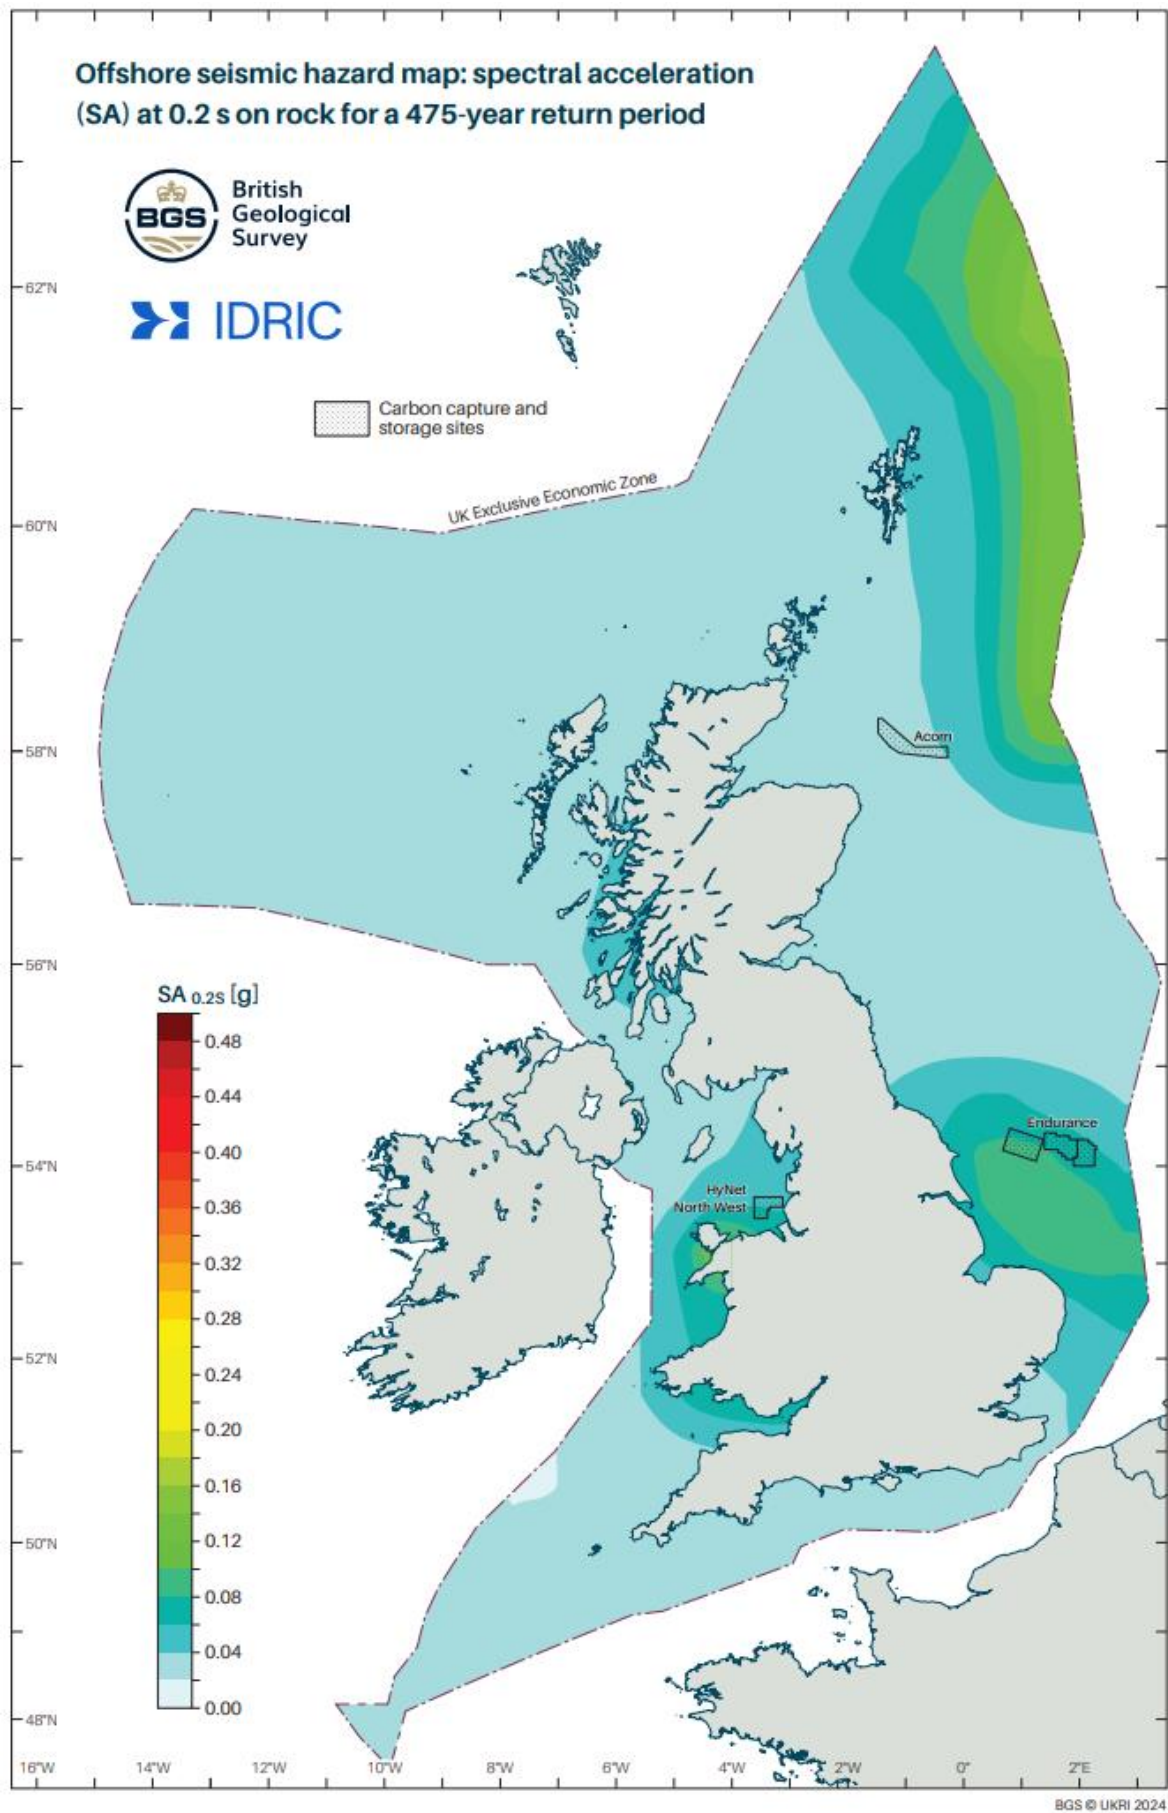 Offshore seismic hazard map: spectral acceleration
(SA) at 0.2 s on rock for a 475-year return period
BGS
British
Geological
Survey
IDRIC
Carbon capture and
storage sites
UK Exclusive Economic Zone
62°N
60°N
58°N
56°N
54°N
52°N
50°N
48°N
Acorn
Endurance
HyNet
North West
SA 0.2S [g]
0.48
0.44
0.40
0.36
0.32
0.28
0.24
0.20
0.16
0.12
0.08
0.04
0.00
16°W 14°W 12°W 10°W 8°W 6°W 4°W 2°W 0° 2°E
BGS © UKRI 2024